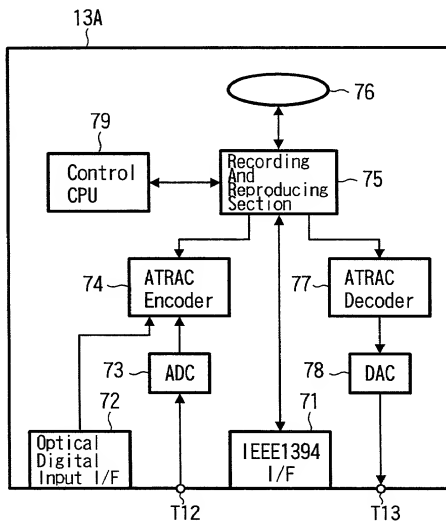 13A
76
79
Control
CPU
Recording
And
Reproducing
Section
75
74
ATRAC
Encoder
77
ATRAC
Decoder
73
ADC
78
DAC
72
Optical
Digital
Input I/F
71
IEEE1394
I/F
T12
T13